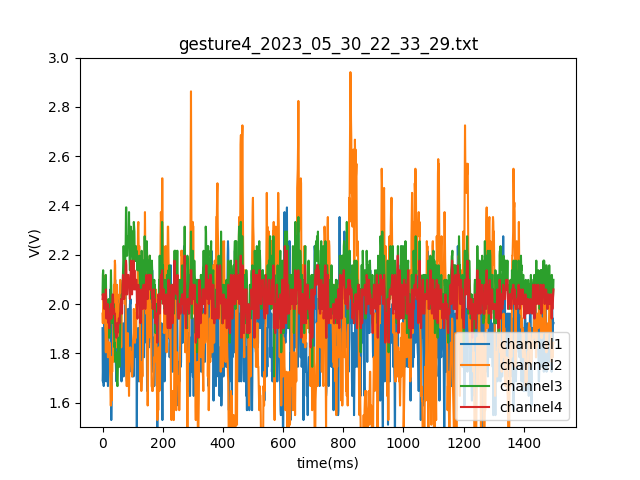 gesture4_2023_05_30_22_33_29.txt
V(V)
3.0
2.8
2.6
2.4
2.2
2.0
1.8
1.6
channel1
channel2
channel3
channel4
0 200 400 600 800 1000 1200 1400
time(ms)